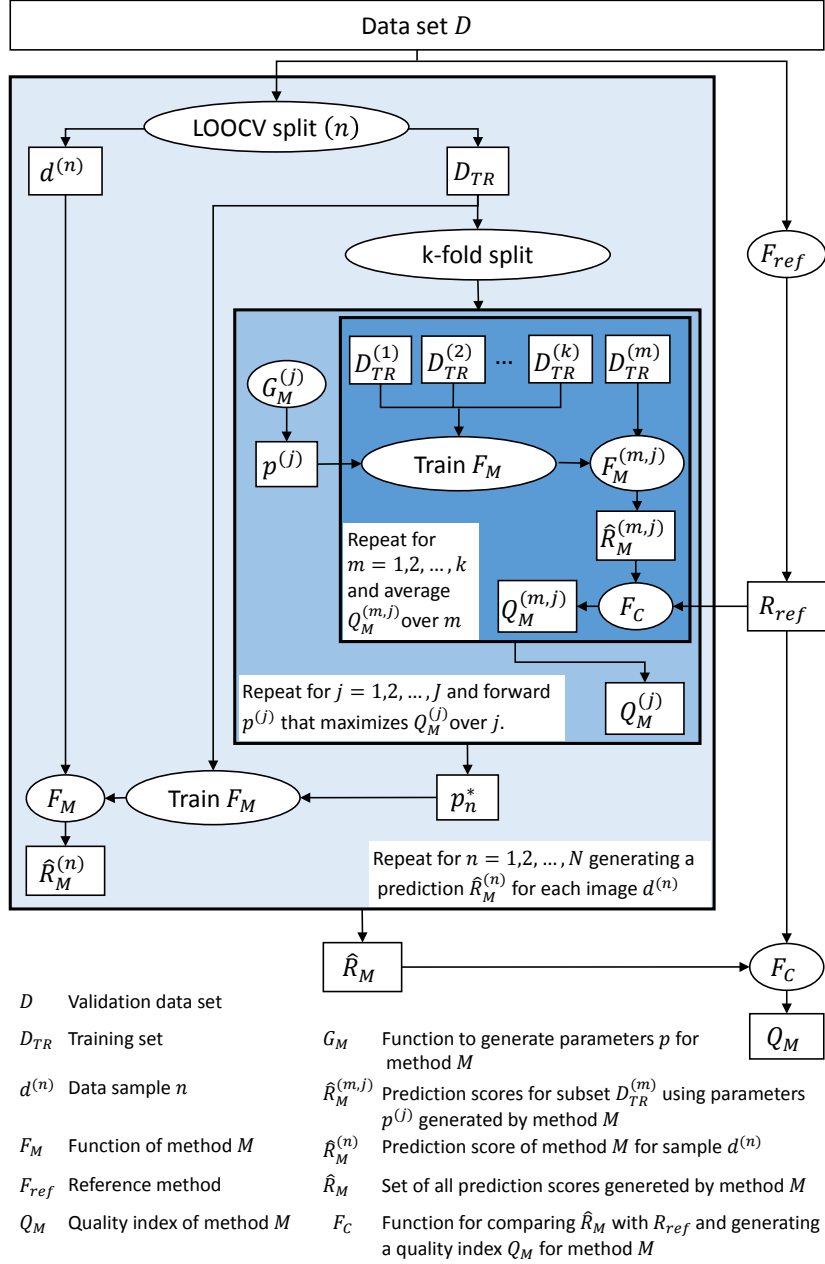 Data set D
LOOCV split (n)
d^(n)
D_TR
k-fold split
F_ref
D_TR^(1) D_TR^(2) … D_TR^(k) D_TR^(m)
G_M^(j)
p^(j)
Train F_M
F_M^(m,j)
R̂_M^(m,j)
Repeat for
m = 1,2, … , k
and average
Q_M^(m,j) over m
Q_M^(m,j)
F_C
R_ref
Repeat for j = 1,2, … , J and forward
p^(j) that maximizes Q_M^(j) over j.
Q_M^(j)
F_M
Train F_M
p_n^*
R̂_M^(n)
Repeat for n = 1,2, … , N generating a
prediction R̂_M^(n) for each image d^(n)
R̂_M
F_C
Q_M
D Validation data set
D_TR Training set
d^(n) Data sample n
F_M Function of method M
F_ref Reference method
Q_M Quality index of method M
G_M Function to generate parameters p for
method M
R̂_M^(m,j) Prediction scores for subset D_TR^(m) using parameters
p^(j) generated by method M
R̂_M^(n) Prediction score of method M for sample d^(n)
R̂_M Set of all prediction scores genereted by method M
F_C Function for comparing R̂_M with R_ref and generating
a quality index Q_M for method M